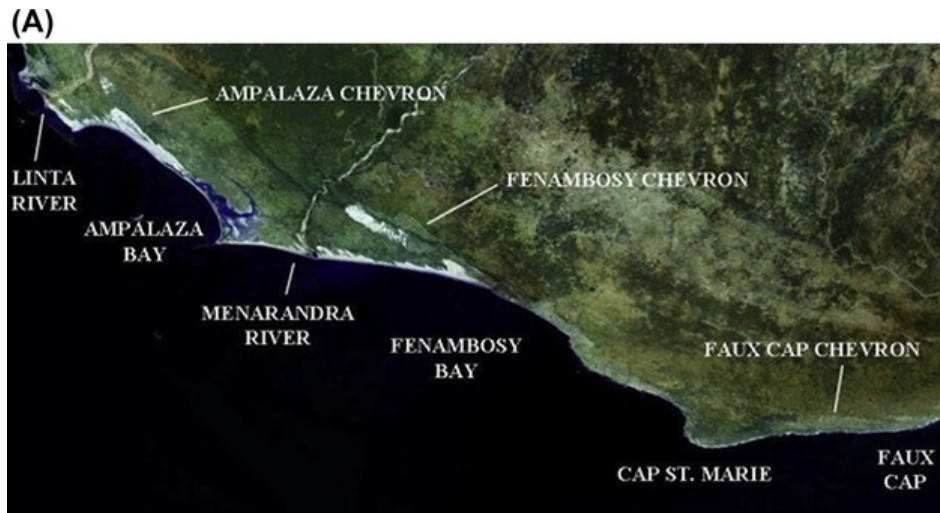 (A)
AMPALAZA CHEVRON
LINTA
RIVER
FENAMBOSY CHEVRON
AMPALAZA
BAY
MENARANDRA
RIVER
FENAMBOSY
BAY
FAUX CAP CHEVRON
CAP ST. MARIE
FAUX
CAP